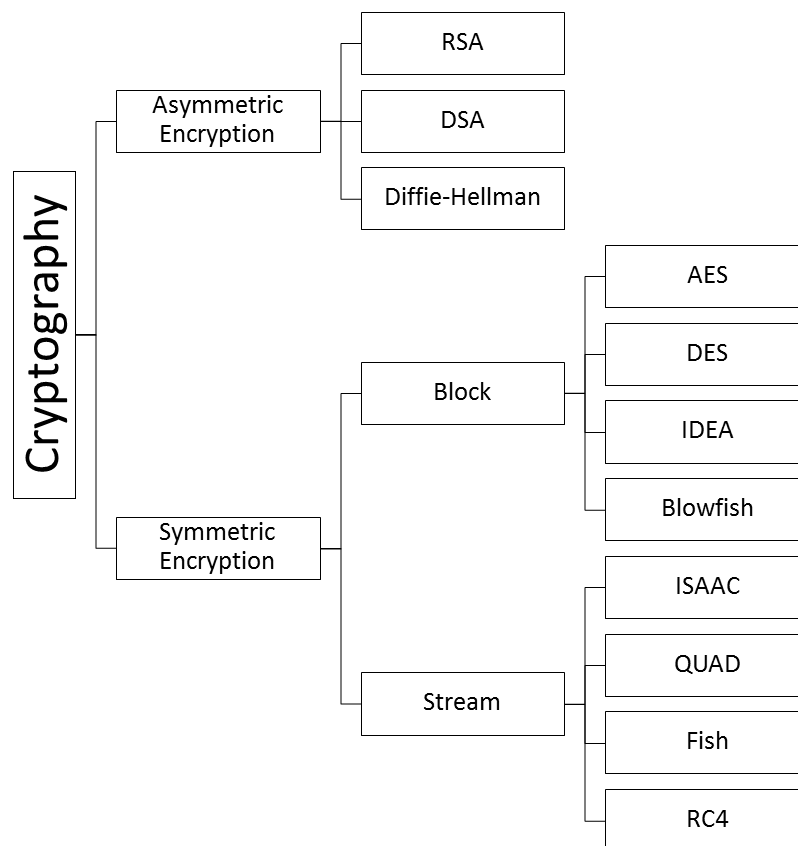 Cryptography
Asymmetric
Encryption
RSA
DSA
Diffie-Hellman
Symmetric
Encryption
Block
AES
DES
IDEA
Blowfish
Stream
ISAAC
QUAD
Fish
RC4